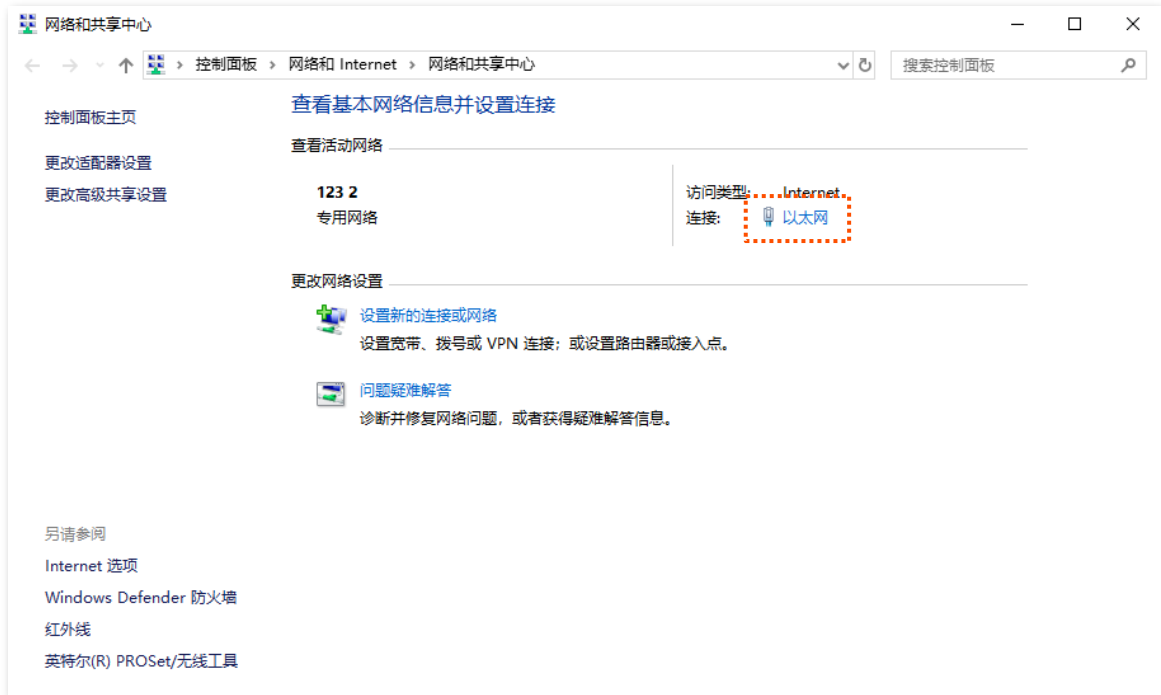 网络和共享中心
控制面板 › 网络和 Internet › 网络和共享中心
搜索控制面板
控制面板主页
更改适配器设置
更改高级共享设置
查看基本网络信息并设置连接
查看活动网络
123 2
专用网络
访问类型: Internet
连接: 以太网
更改网络设置
设置新的连接或网络
设置宽带、拨号或 VPN 连接；或设置路由器或接入点。
问题疑难解答
诊断并修复网络问题，或者获得疑难解答信息。
另请参阅
Internet 选项
Windows Defender 防火墙
红外线
英特尔(R) PROSet/无线工具